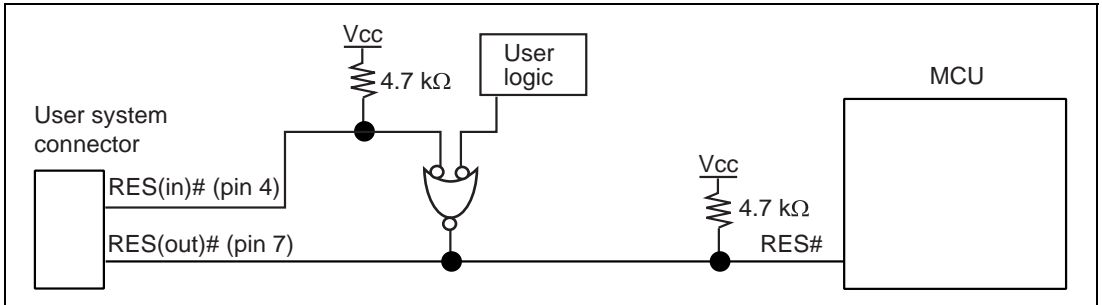 Vcc
4.7 kΩ
User
logic
MCU
User system
connector
RES(in)# (pin 4)
Vcc
4.7 kΩ
RES(out)# (pin 7)
RES#